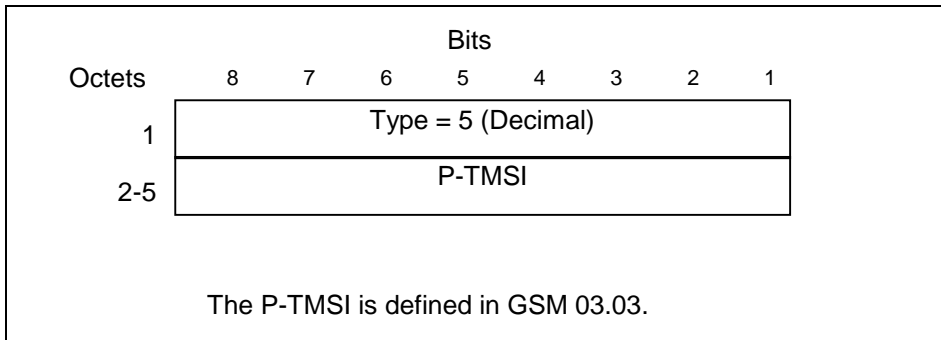 Bits
Octets 8 7 6 5 4 3 2 1
1 Type = 5 (Decimal)
2-5 P-TMSI
The P-TMSI is defined in GSM 03.03.